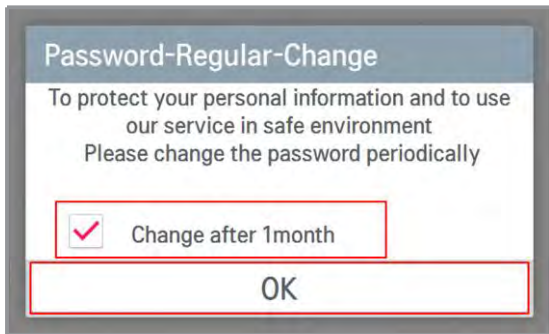 Password-Regular-Change
To protect your personal information and to use
our service in safe environment
Please change the password periodically
Change after 1month
OK